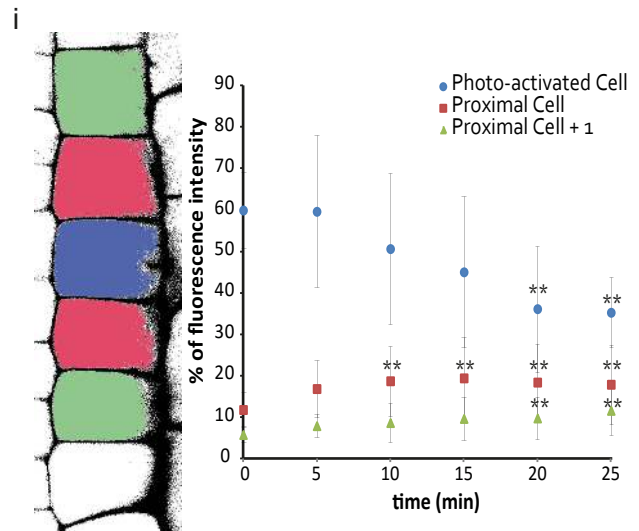 i
Photo-activated Cell
Proximal Cell
Proximal Cell + 1
% of fluorescence intensity
90
80
70
60
50
40
30
20
10
0
** **
** ** ** **
** **
0 5 10 15 20 25
time (min)